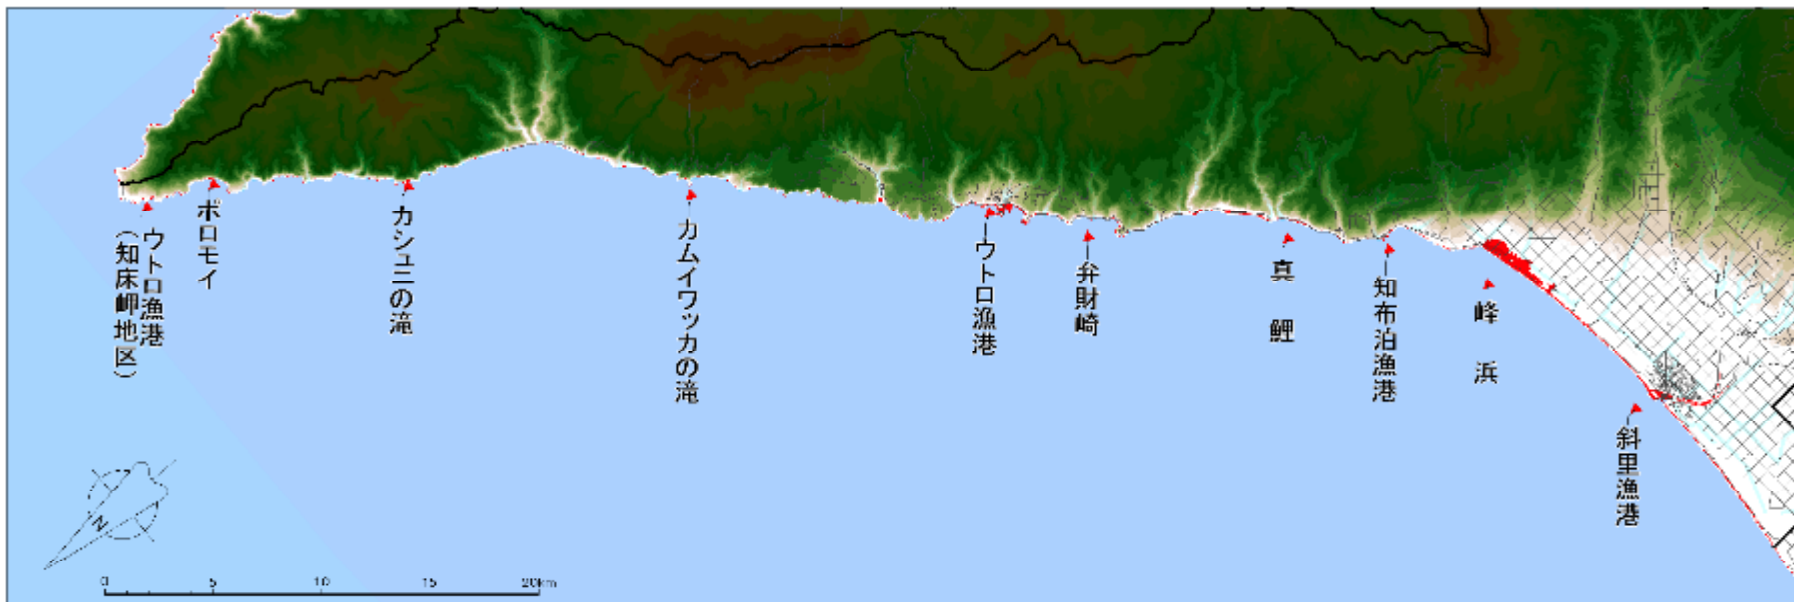 ウトロ漁港
(知床岬地区)
ポロモイ
カシュニの滝
カムイワッカの滝
ウトロ漁港
弁財崎
真鯉
知布泊漁港
峰浜
斜里漁港
N
0 5 10 15 20km